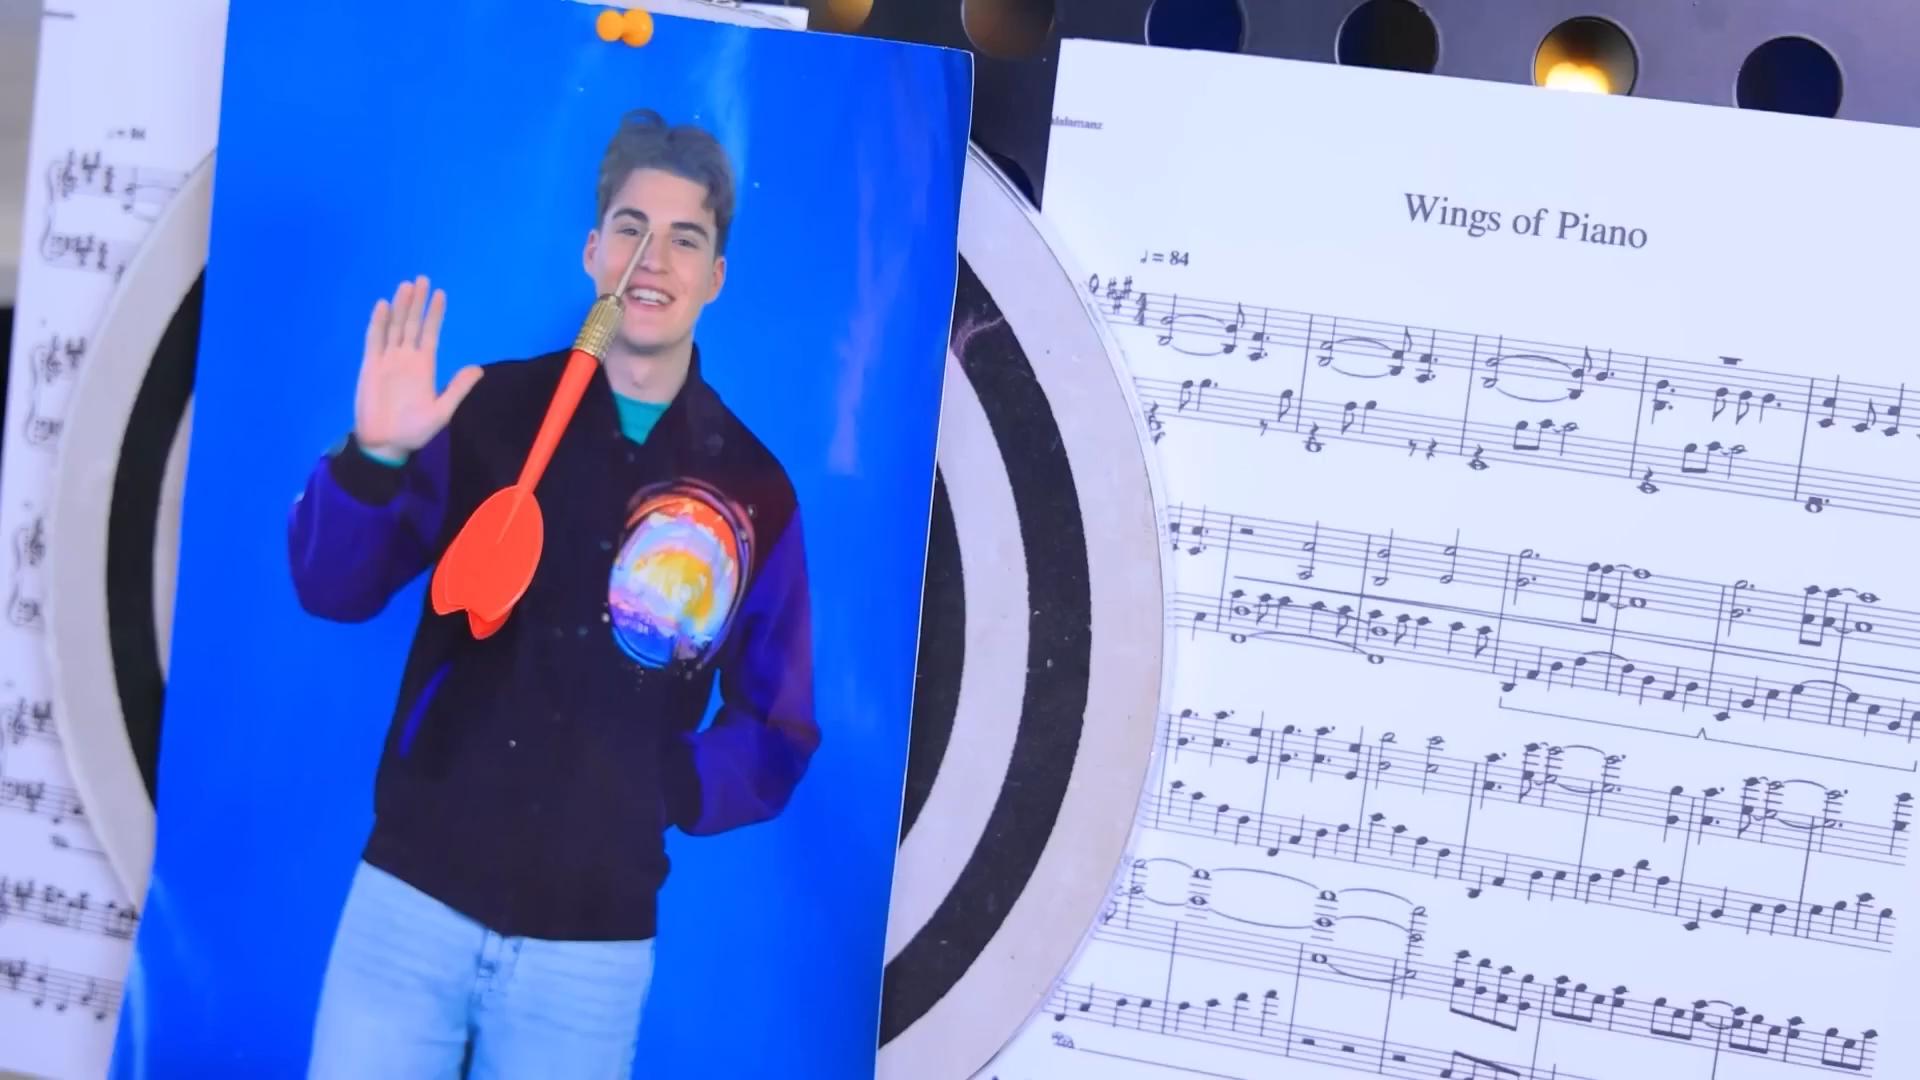 Wings of Piano
♩ = 84